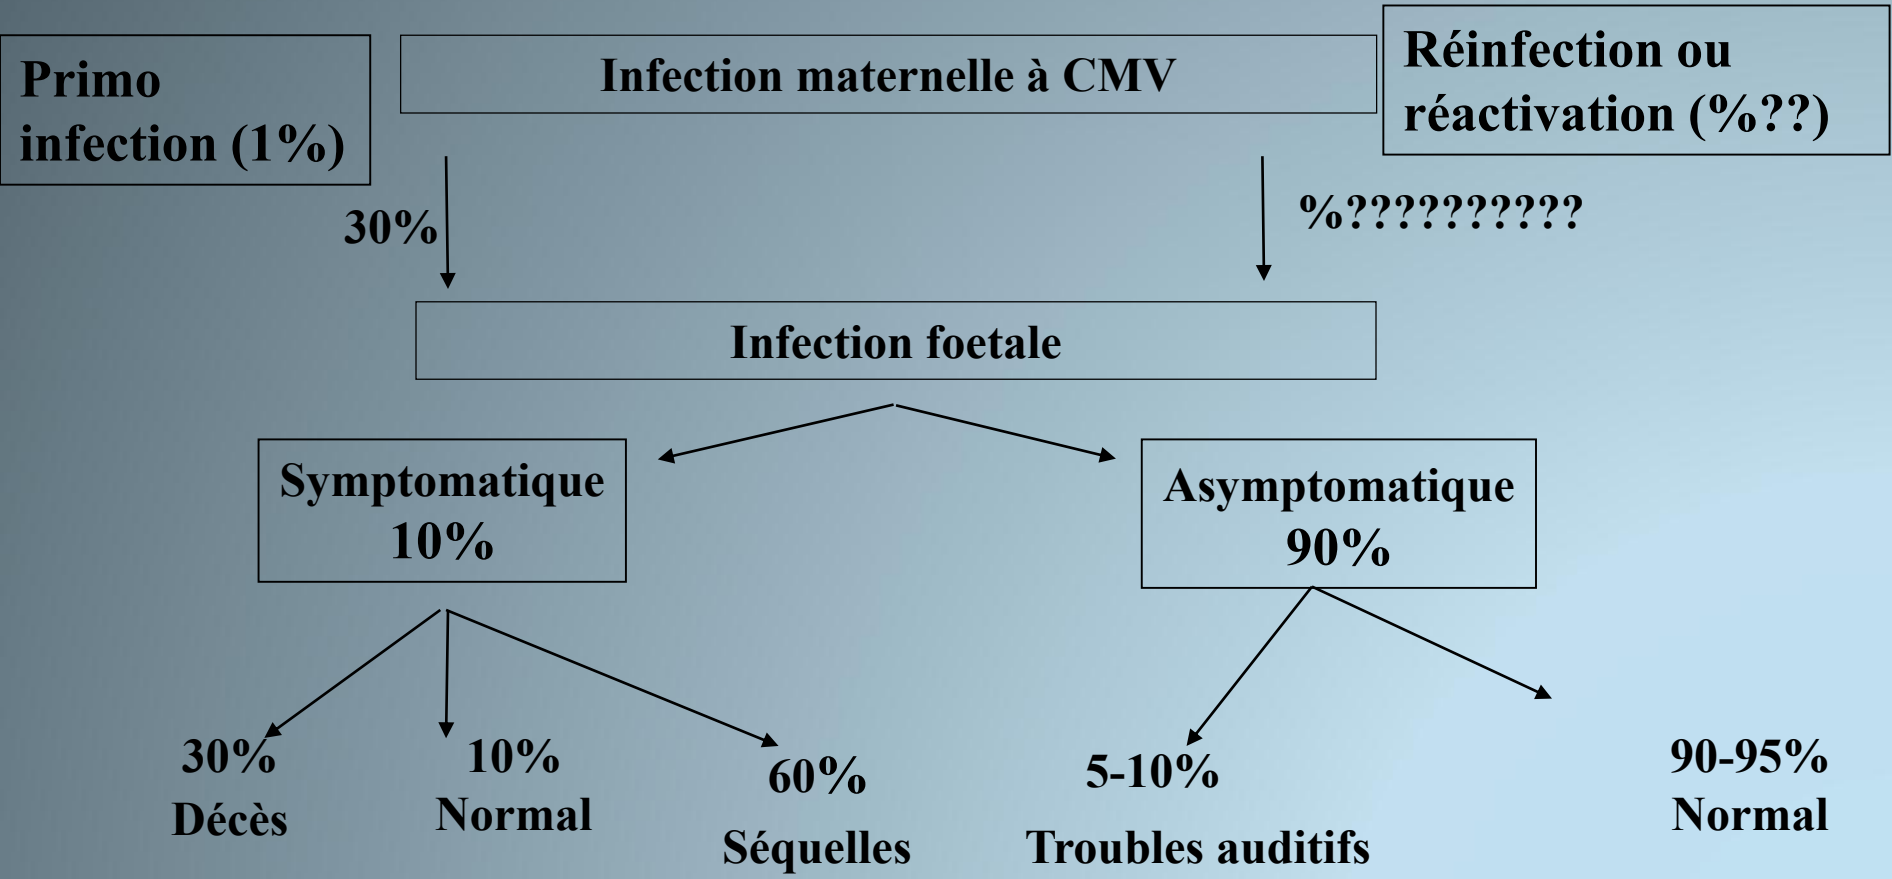 Primo
infection (1%)
Infection maternelle à CMV
Réinfection ou
réactivation (%??)
30%
%??????????
Infection foetale
Symptomatique
10%
Asymptomatique
90%
30%
Décès
10%
Normal
60%
Séquelles
5-10%
Troubles auditifs
90-95%
Normal